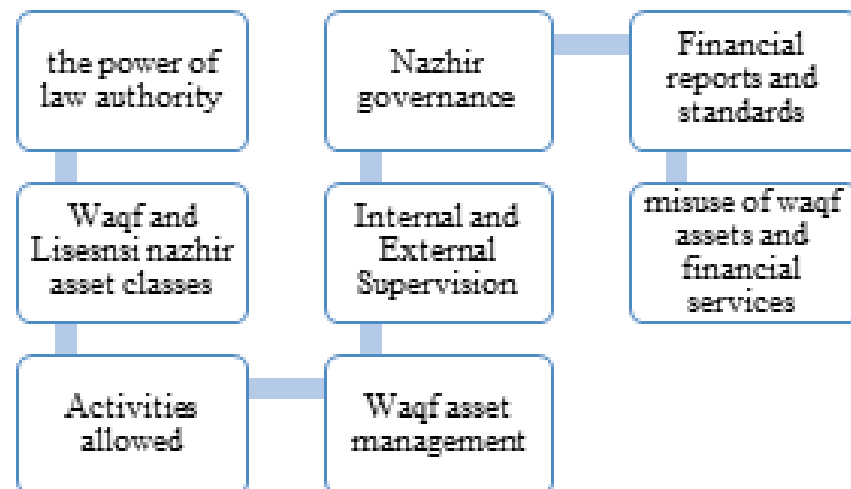 the power of
law authority
Waqf and
Lisesnsi nazhir
asset classes
Activities
allowed
Waqf asset
management
Internal and
External
Supervision
Nazhir
governance
Financial
reports and
standards
misuse of waqf
assets and
financial
services